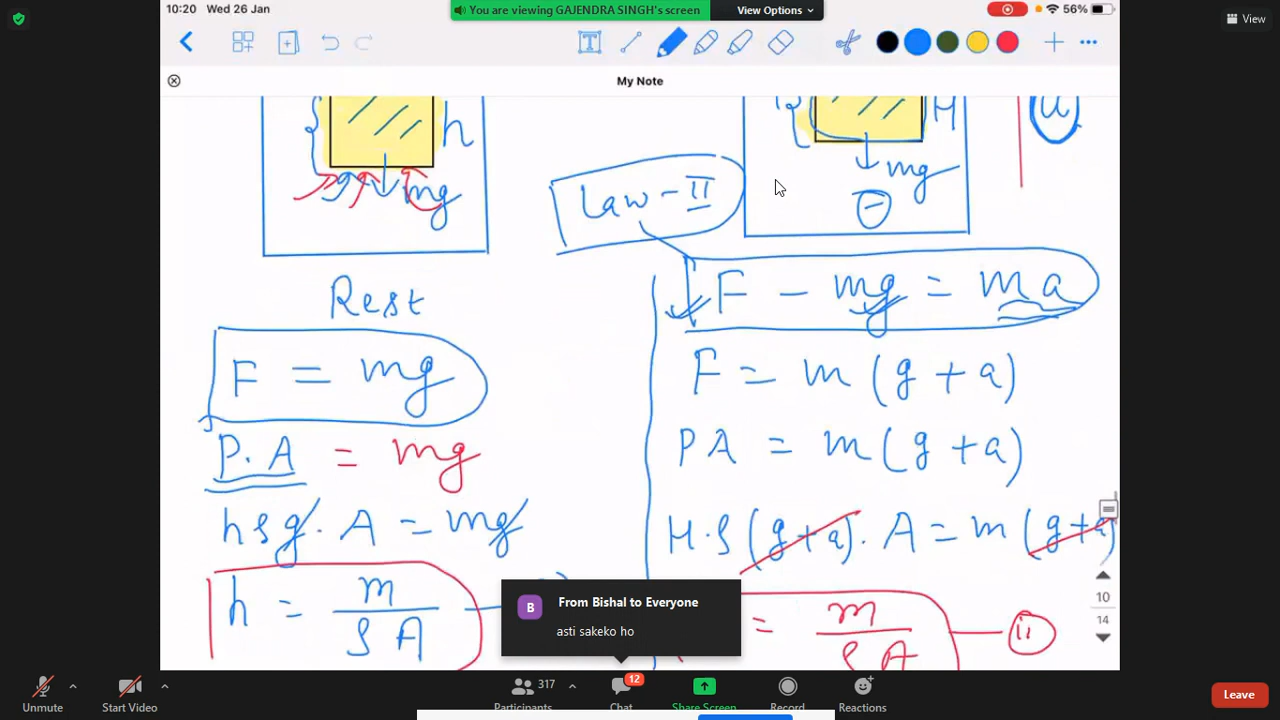 10:20 Wed 26 Jan
You are viewing GAJENDRA SINGH's screen
View Options
56%
View
My Note
h
mg
H
mg
Law - II
Rest
F - mg = ma
F = mg
F = m(g + a)
P.A = mg
PA = m(g + a)
hρg. A = mg
H.ρ(g+a). A = m(g+a)
h = m
ρA
= m
ρA
ii
B From Bishal to Everyone
asti sakeko ho
10
14
Unmute
Start Video
317
Participants
12
Chat
Share Screen
Record
Reactions
Leave